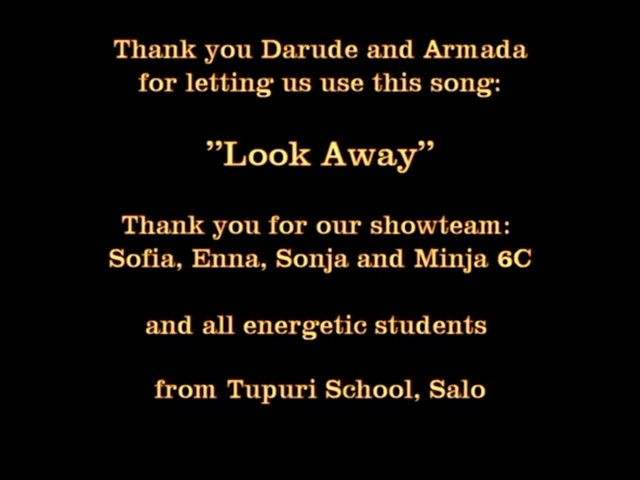 Thank you Darude and Armada
for letting us use this song:
”Look Away”
Thank you for our showteam:
Sofia, Enna, Sonja and Minja 6C
and all energetic students
from Tupuri School, Salo